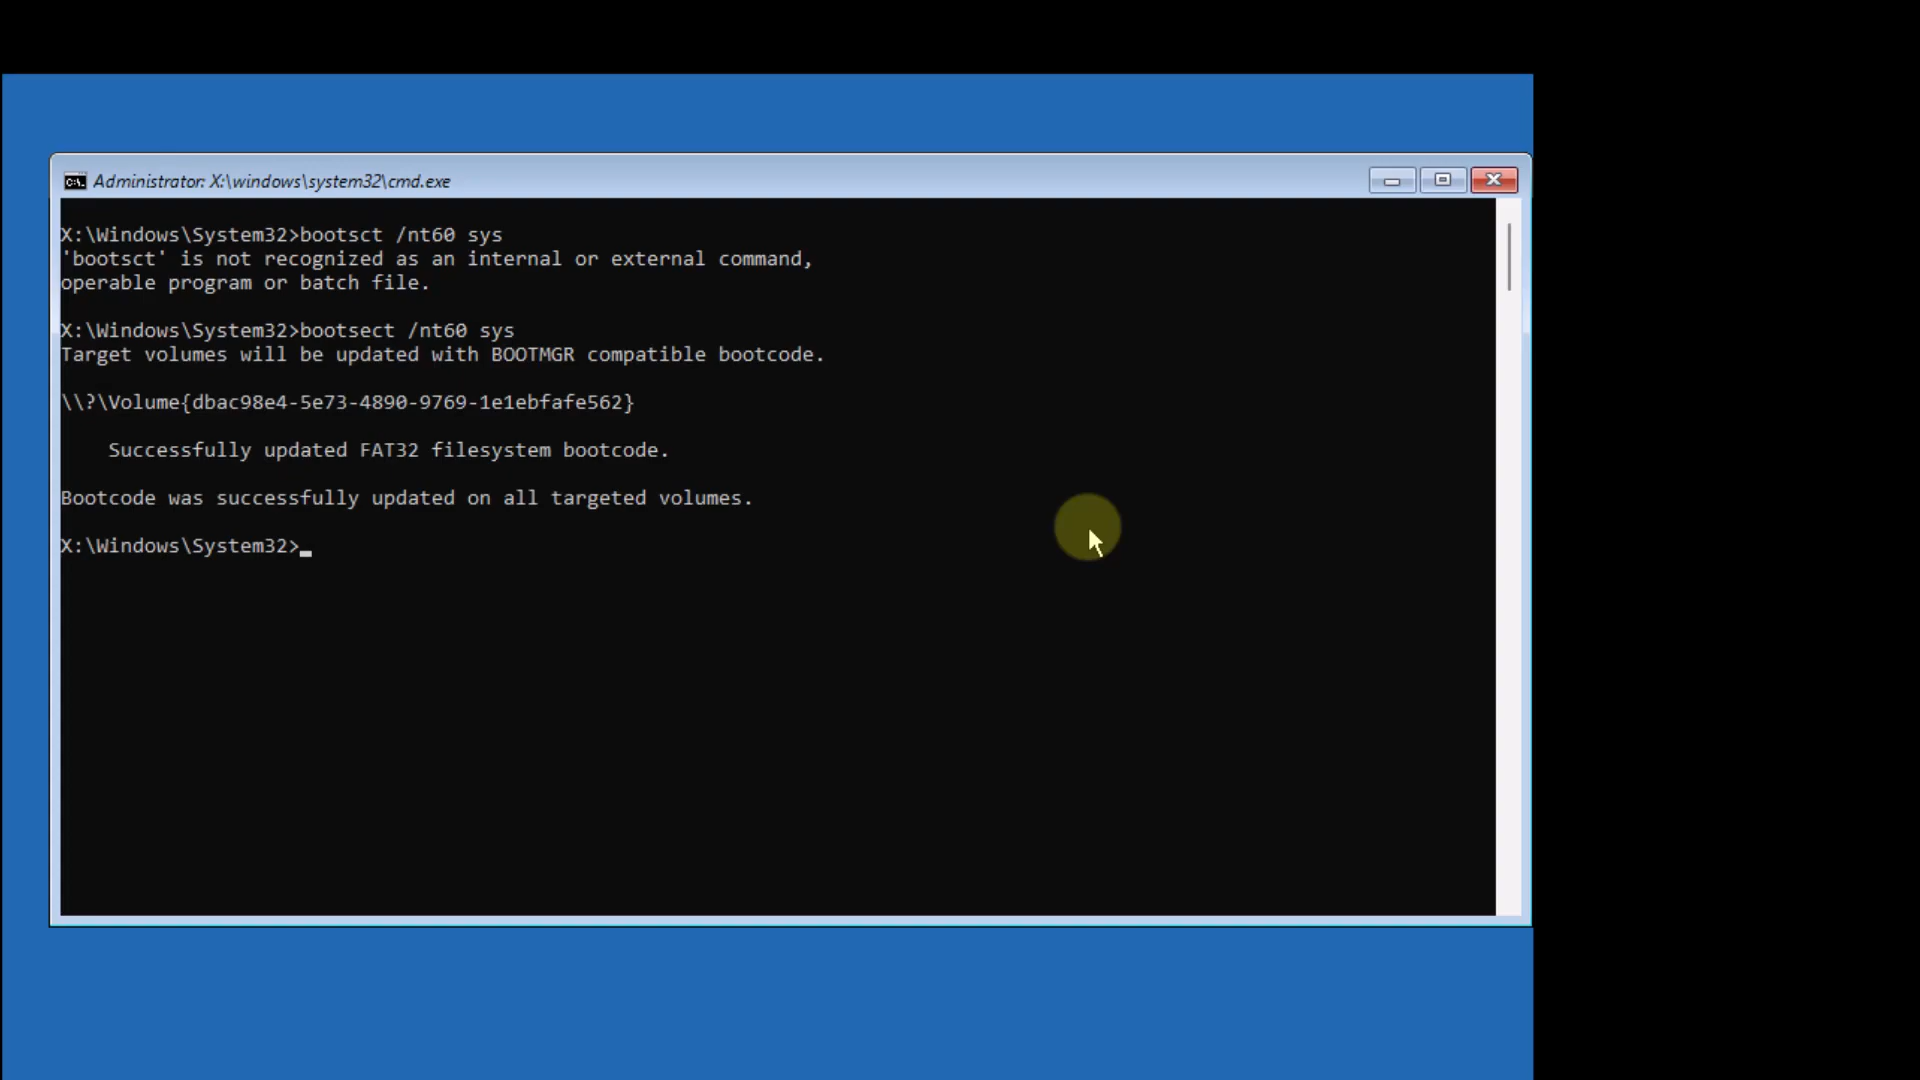 Administrator: X:\windows\system32\cmd.exe
X:\Windows\System32>bootsct /nt60 sys
'bootsct' is not recognized as an internal or external command,
operable program or batch file.
X:\Windows\System32>bootsect /nt60 sys
Target volumes will be updated with BOOTMGR compatible bootcode.
\\?\Volume{dbac98e4-5e73-4890-9769-1e1ebfafe562}
Successfully updated FAT32 filesystem bootcode.
Bootcode was successfully updated on all targeted volumes.
X:\Windows\System32>